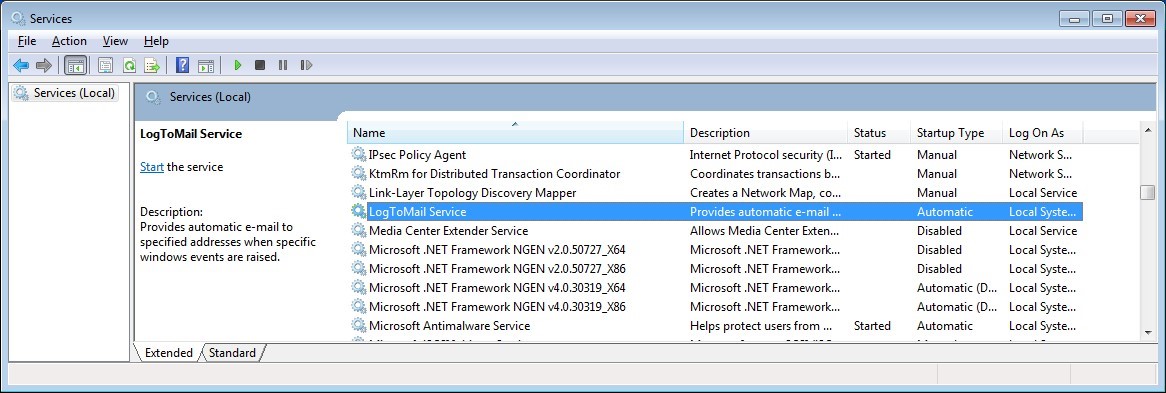 Services
File Action View Help
Services (Local)
Services (Local)
LogToMail Service
Start the service
Description:
Provides automatic e-mail to
specified addresses when specific
windows events are raised.
Name Description Status Startup Type Log On As
IPsec Policy Agent Internet Protocol security (I... Started Manual Network S...
KtmRm for Distributed Transaction Coordinator Coordinates transactions b... Manual Network S...
Link-Layer Topology Discovery Mapper Creates a Network Map, co... Manual Local Service
LogToMail Service Provides automatic e-mail ... Automatic Local Syste...
Media Center Extender Service Allows Media Center Exten... Disabled Local Service
Microsoft .NET Framework NGEN v2.0.50727_X64 Microsoft .NET Framework... Disabled Local Syste...
Microsoft .NET Framework NGEN v2.0.50727_X86 Microsoft .NET Framework... Disabled Local Syste...
Microsoft .NET Framework NGEN v4.0.30319_X64 Microsoft .NET Framework... Automatic (D... Local Syste...
Microsoft .NET Framework NGEN v4.0.30319_X86 Microsoft .NET Framework... Automatic (D... Local Syste...
Microsoft Antimalware Service Helps protect users from ... Started Automatic Local Syste...
Extended Standard